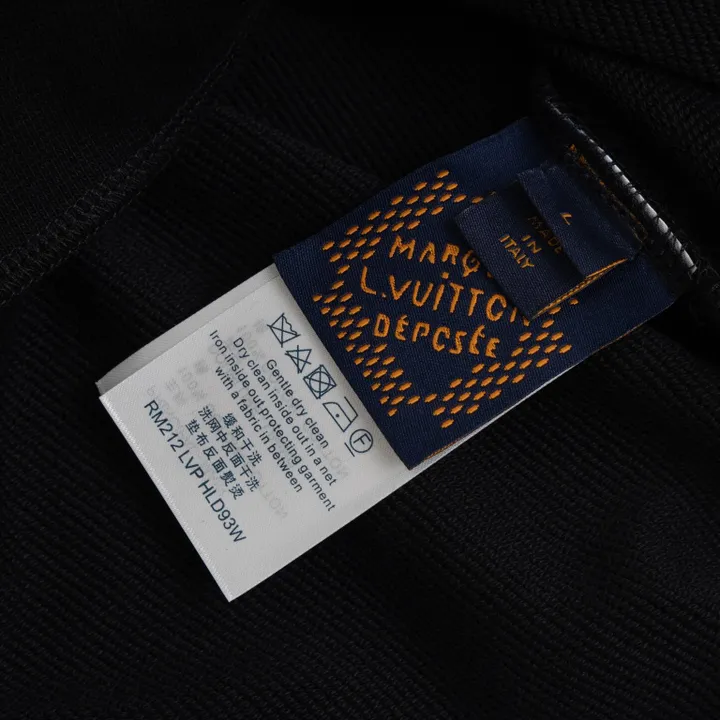 MARQ
L.VUITTON
DEPOSEE
L
MADE
IN
ITALY
Gentle dry clean
Dry clean inside out in a net
Iron inside out protecting garment
with a fabric in between
缓和干洗
洗网中反面干洗
垫布反面熨烫
RM212 LVP HLD93W
F